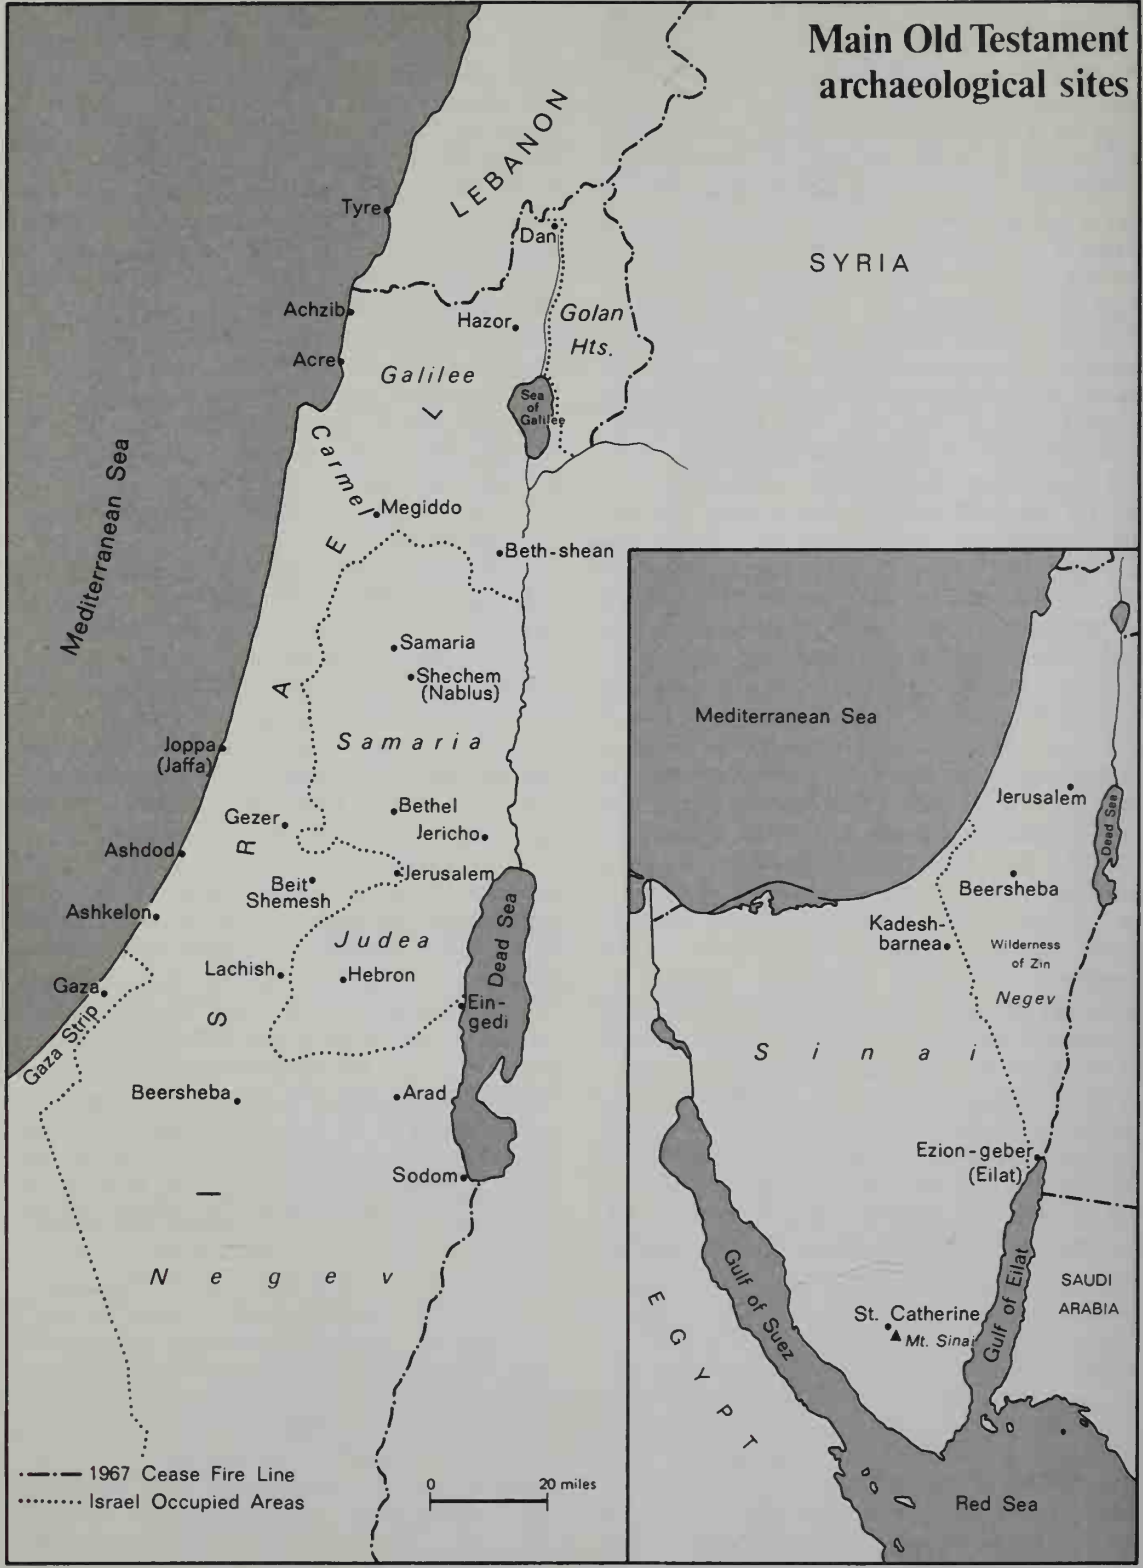 Main Old Testament
archaeological sites
LEBANON
Tyre
Dan
SYRIA
Achzib
Hazor
Golan
Hts.
Acre
Galilee
Sea
of
Galilee
Carmel
Mediterranean Sea
Megiddo
Beth-shean
Samaria
Shechem
(Nablus)
Samaria
Joppa
(Jaffa)
Bethel
Gezer
Jericho
Ashdod
Jerusalem
Beit
Shemesh
Ashkelon
Judea
Dead Sea
Lachish
Hebron
Gaza
Ein-
gedi
Gaza Strip
ISRAEL
Beersheba
Arad
Sodom
Negev
1967 Cease Fire Line
Israel Occupied Areas
0 20 miles
Mediterranean Sea
Jerusalem
Dead Sea
Beersheba
Kadesh-
barnea
Wilderness
of Zin
Negev
Sinai
Ezion-geber
(Eilat)
Gulf of Suez
Gulf of Eilat
SAUDI
ARABIA
St. Catherine
Mt. Sinai
EGYPT
Red Sea